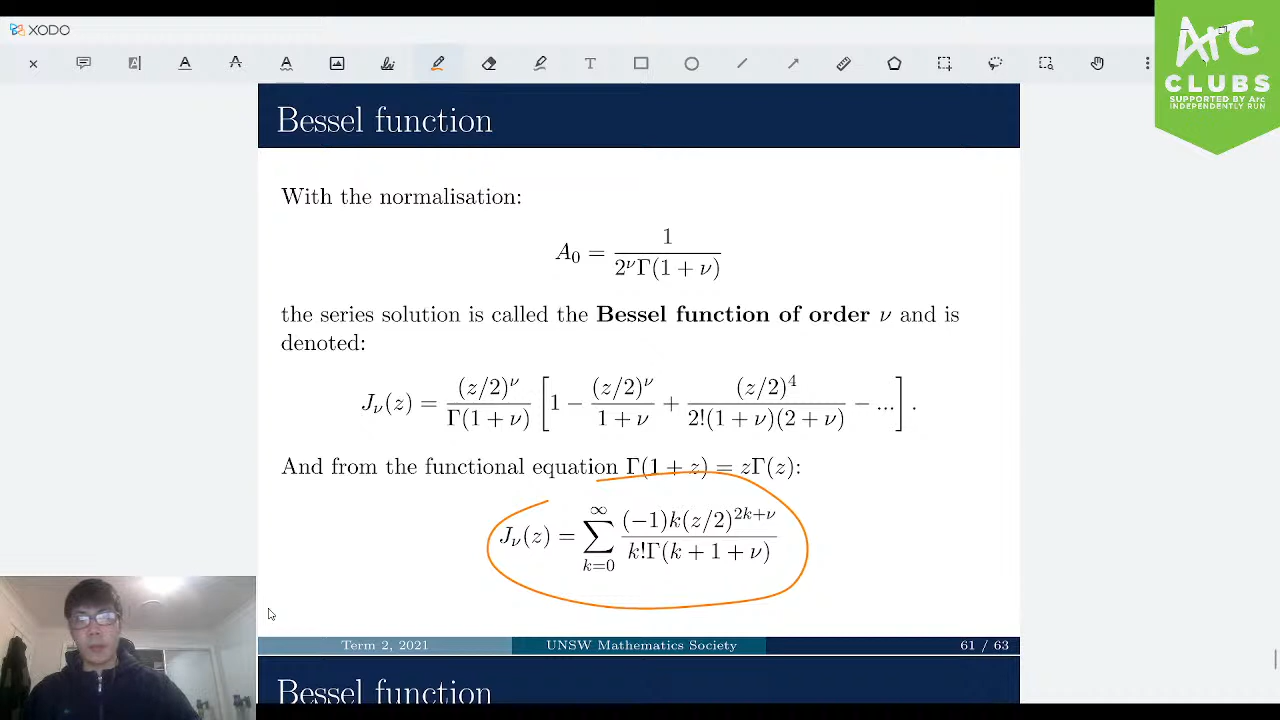 XODO
Arc
CLUBS
SUPPORTED BY Arc
INDEPENDENTLY RUN
Bessel function
With the normalisation:
A₀ = 1 / (2^ν Γ(1 + ν))
the series solution is called the Bessel function of order ν and is
denoted:
J_ν(z) = (z/2)^ν / Γ(1 + ν) [1 − (z/2)^ν / (1 + ν) + (z/2)^4 / (2!(1 + ν)(2 + ν)) − ...] .
And from the functional equation Γ(1 + z) = zΓ(z):
J_ν(z) = ∑_{k=0}^{∞} (−1)k(z/2)^{2k+ν} / (k!Γ(k + 1 + ν))
Term 2, 2021 UNSW Mathematics Society 61 / 63
Bessel function